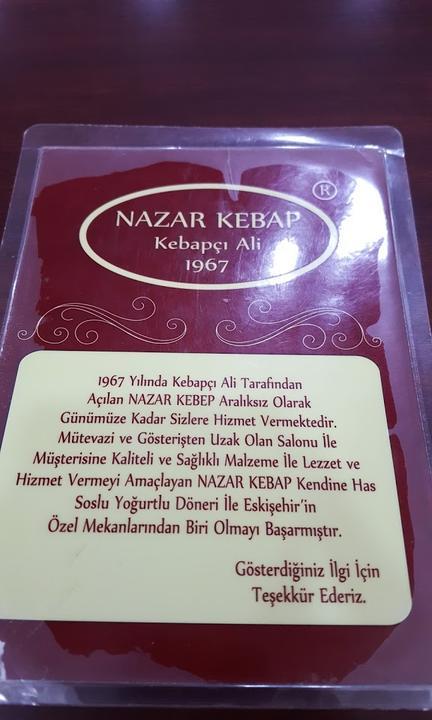 ®
NAZAR KEBAP
Kebapçı Ali
1967
1967 Yılında Kebapçı Ali Tarafından
Açılan NAZAR KEBEP Aralıksız Olarak
Günümüze Kadar Sizlere Hizmet Vermektedir.
Mütevazi ve Gösterişten Uzak Olan Salonu İle
Müşterisine Kaliteli ve Sağlıklı Malzeme İle Lezzet ve
Hizmet Vermeyi Amaçlayan NAZAR KEBAP Kendine Has
Soslu Yoğurtlu Döneri İle Eskişehir'in
Özel Mekanlarından Biri Olmayı Başarmıştır.
Gösterdiğiniz İlgi İçin
Teşekkür Ederiz.